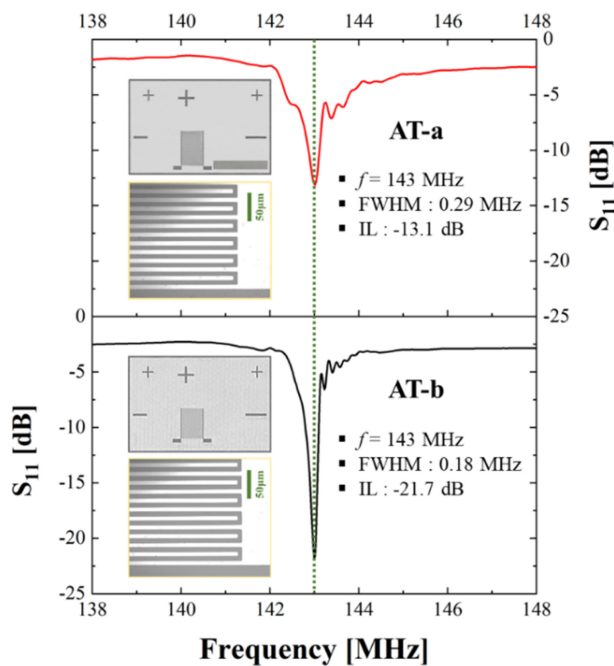 138 140 142 144 146 148
0
-5
-10
-15
-20
-25
S11 [dB]
AT-a
▪ f = 143 MHz
▪ FWHM : 0.29 MHz
▪ IL : -13.1 dB
50μm
0
-5
-10
-15
-20
-25
S11 [dB]
AT-b
▪ f = 143 MHz
▪ FWHM : 0.18 MHz
▪ IL : -21.7 dB
50μm
138 140 142 144 146 148
Frequency [MHz]